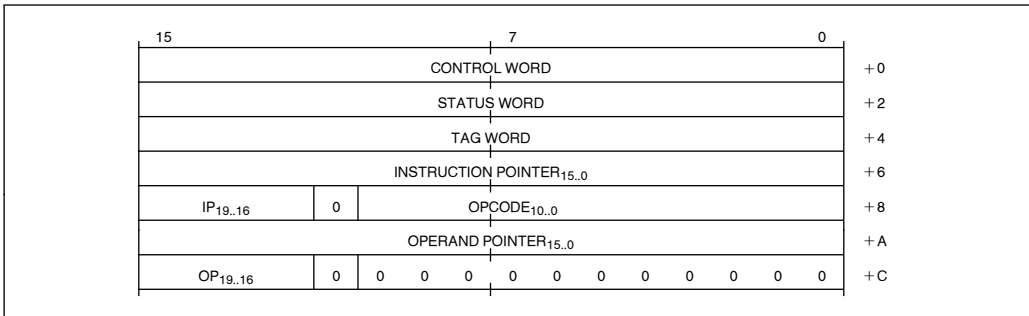 15 7 0
CONTROL WORD +0
STATUS WORD +2
TAG WORD +4
INSTRUCTION POINTER15..0 +6
IP19..16 0 OPCODE10..0 +8
OPERAND POINTER15..0 +A
OP19..16 0 0 0 0 0 0 0 0 0 0 0 0 +C